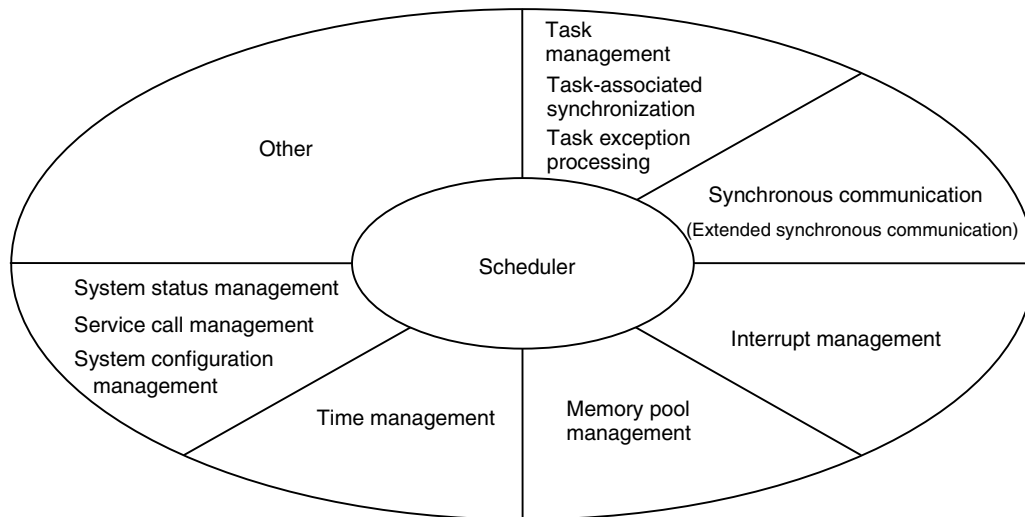 Task
management
Task-associated
synchronization
Task exception
processing
Other
Synchronous communication
(Extended synchronous communication)
Scheduler
System status management
Service call management
System configuration
management
Interrupt management
Time management
Memory pool
management